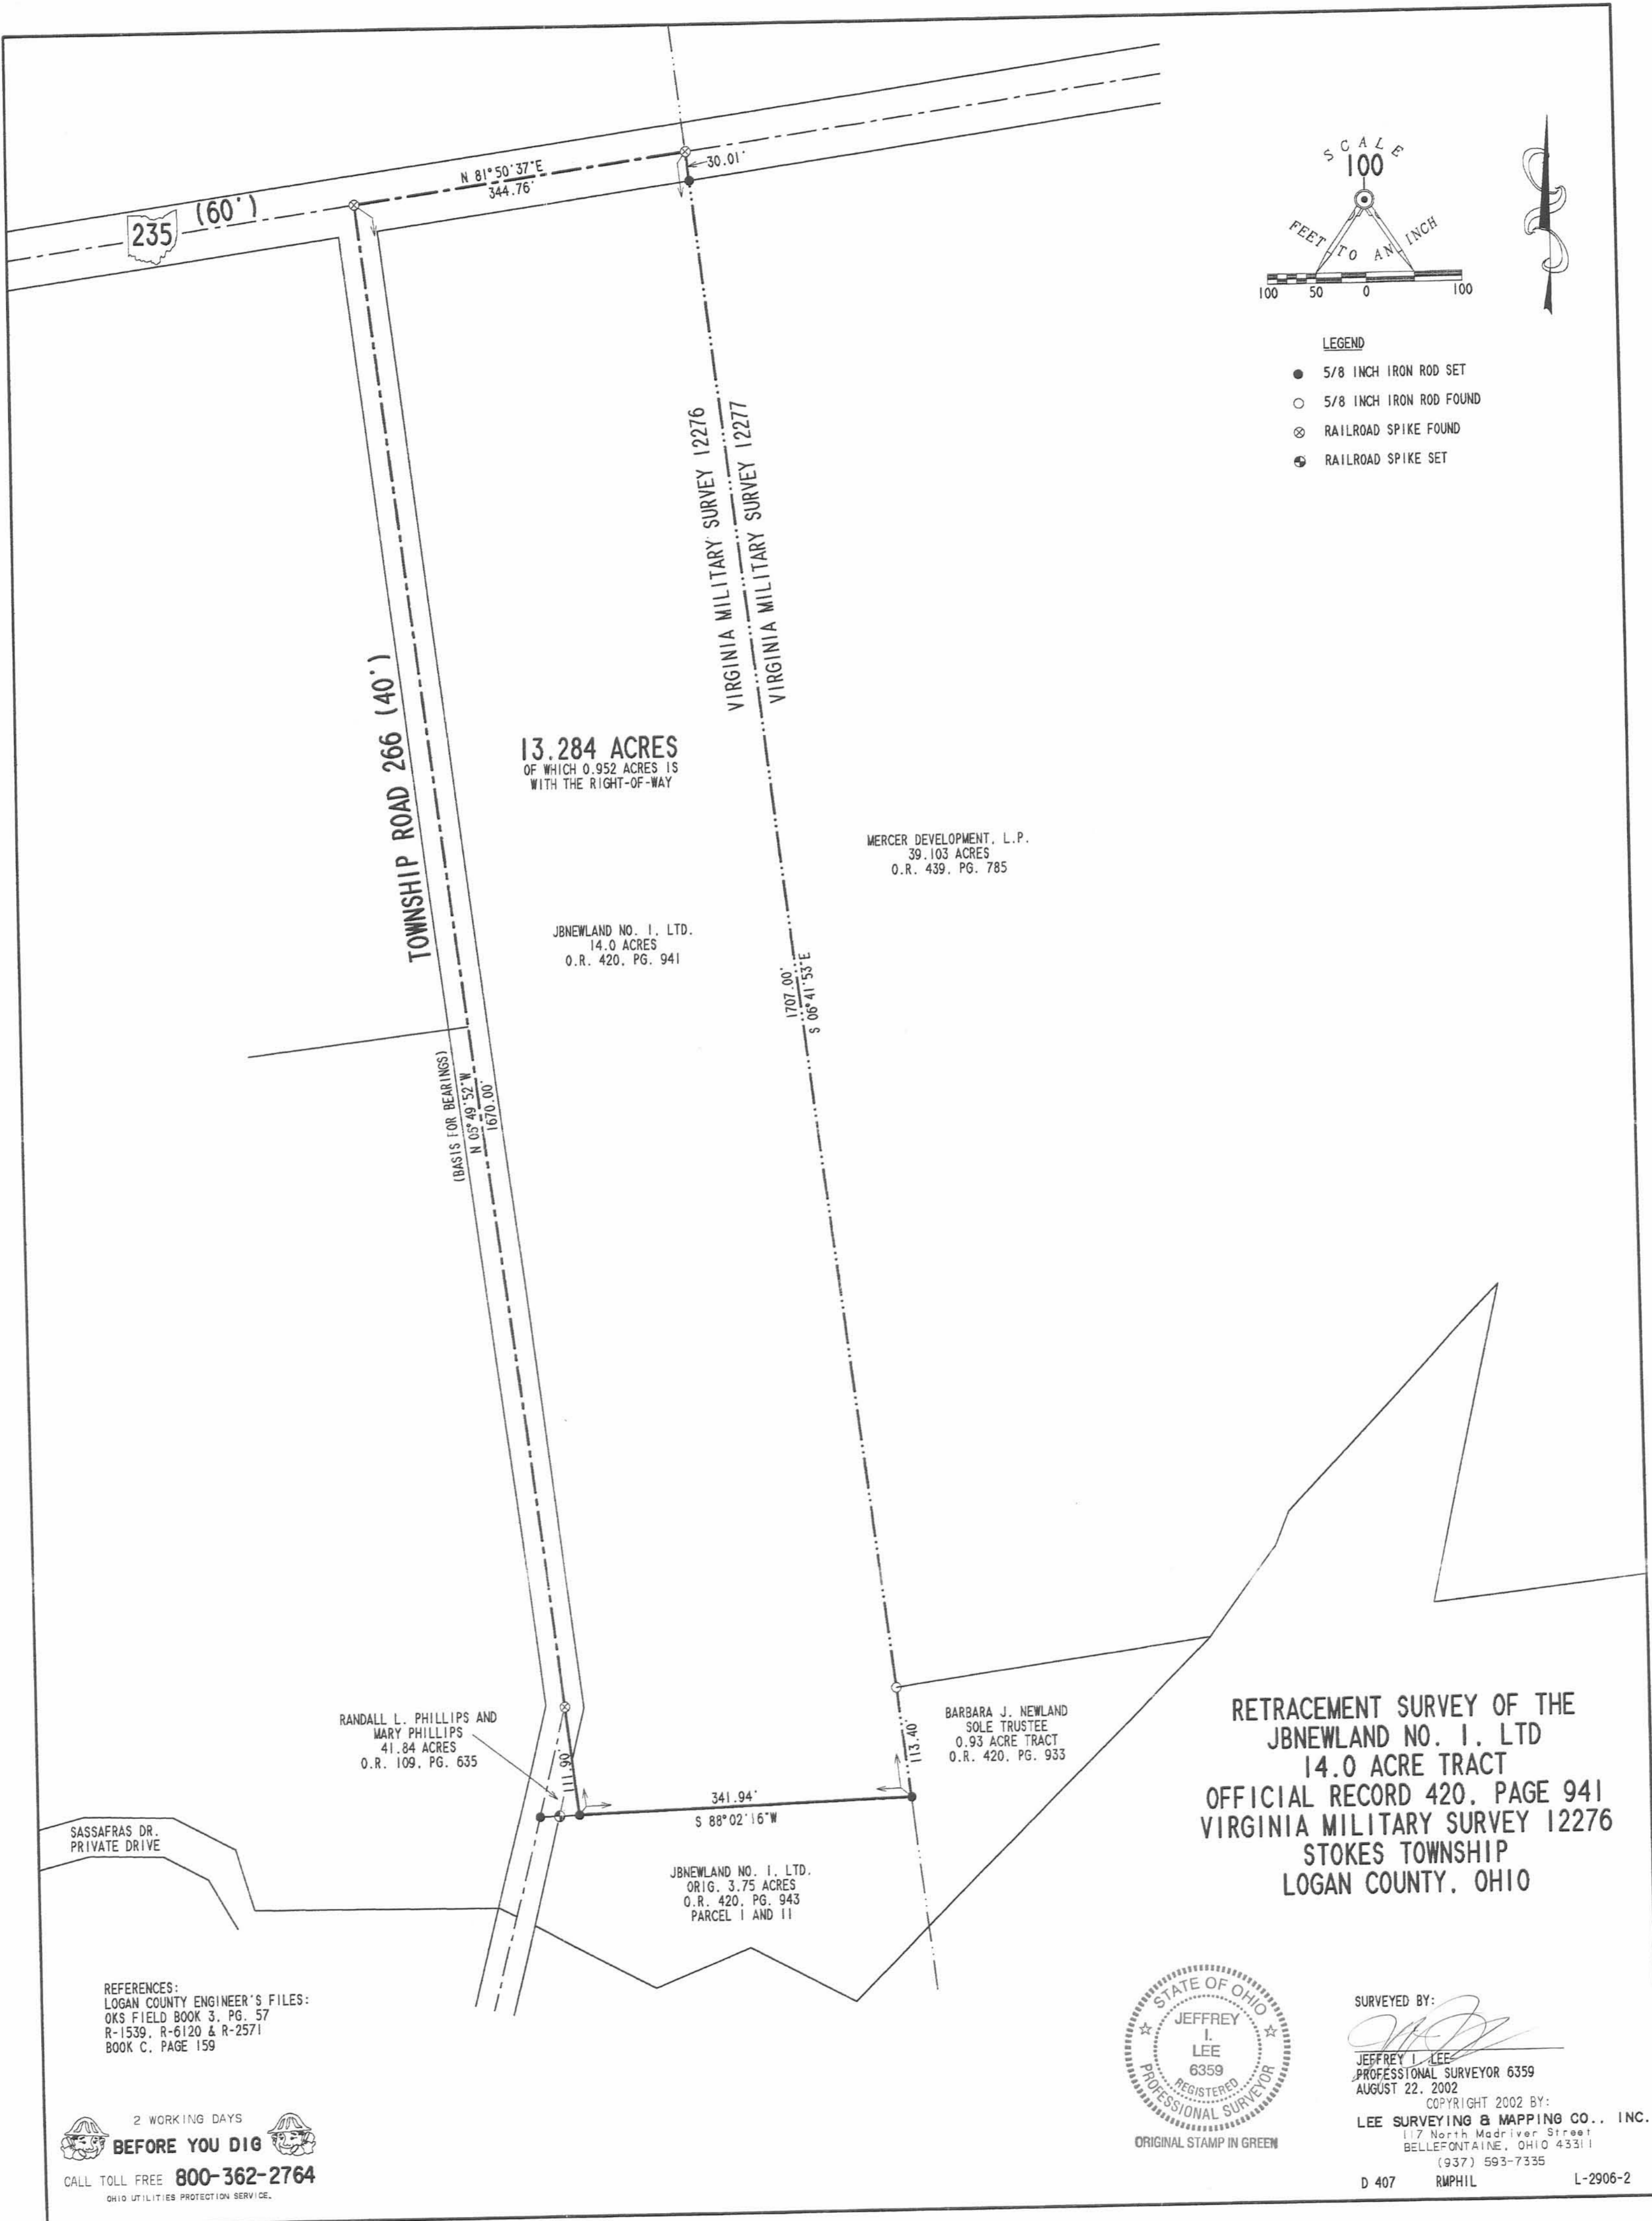 N 81°50'37"E
344.76'
30.01'
235
(60')
SCALE
100
FEET TO AN INCH
100 50 0 100
LEGEND
5/8 INCH IRON ROD SET
5/8 INCH IRON ROD FOUND
RAILROAD SPIKE FOUND
RAILROAD SPIKE SET
VIRGINIA MILITARY SURVEY 12276
VIRGINIA MILITARY SURVEY 12277
TOWNSHIP ROAD 266 (40')
13.284 ACRES
OF WHICH 0.952 ACRES IS
WITH THE RIGHT-OF-WAY
MERCER DEVELOPMENT, L.P.
39.103 ACRES
O.R. 439, PG. 785
JBNEWLAND NO. 1, LTD.
14.0 ACRES
O.R. 420, PG. 941
1707.00'
S 06°41'53"E
(BASIS FOR BEARINGS)
N 05°49'52"W
1670.00'
RANDALL L. PHILLIPS AND
MARY PHILLIPS
41.84 ACRES
O.R. 109, PG. 635
111.90'
113.40'
BARBARA J. NEWLAND
SOLE TRUSTEE
0.93 ACRE TRACT
O.R. 420, PG. 933
341.94'
S 88°02'16"W
SASSAFRAS DR.
PRIVATE DRIVE
JBNEWLAND NO. 1, LTD.
ORIG. 3.75 ACRES
O.R. 420, PG. 943
PARCEL I AND II
RETRACEMENT SURVEY OF THE
JBNEWLAND NO. 1, LTD
14.0 ACRE TRACT
OFFICIAL RECORD 420, PAGE 941
VIRGINIA MILITARY SURVEY 12276
STOKES TOWNSHIP
LOGAN COUNTY, OHIO
REFERENCES:
LOGAN COUNTY ENGINEER'S FILES:
OKS FIELD BOOK 3, PG. 57
R-1539, R-6120 & R-2571
BOOK C, PAGE 159
2 WORKING DAYS
BEFORE YOU DIG
CALL TOLL FREE 800-362-2764
OHIO UTILITIES PROTECTION SERVICE.
STATE OF OHIO
JEFFREY
I.
LEE
6359
REGISTERED
PROFESSIONAL SURVEYOR
ORIGINAL STAMP IN GREEN
SURVEYED BY:
JEFFREY I. LEE
PROFESSIONAL SURVEYOR 6359
AUGUST 22, 2002
COPYRIGHT 2002 BY:
LEE SURVEYING & MAPPING CO., INC.
117 North Madriver Street
BELLEFONTAINE, OHIO 43311
(937) 593-7335
D 407 RMPHIL L-2906-2